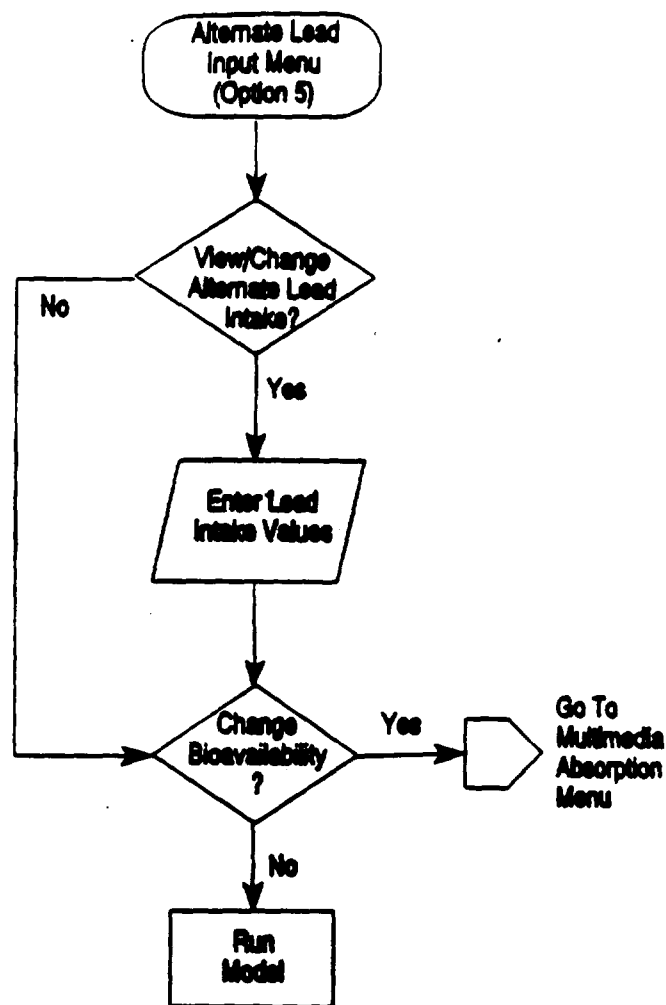 Alternate Lead
Input Menu
(Option 5)
View/Change
Alternate Lead
Intake?
No
Yes
Enter Lead
Intake Values
Change
Bioavailability
?
Yes
Go To
Multimedia
Absorption
Menu
No
Run
Model